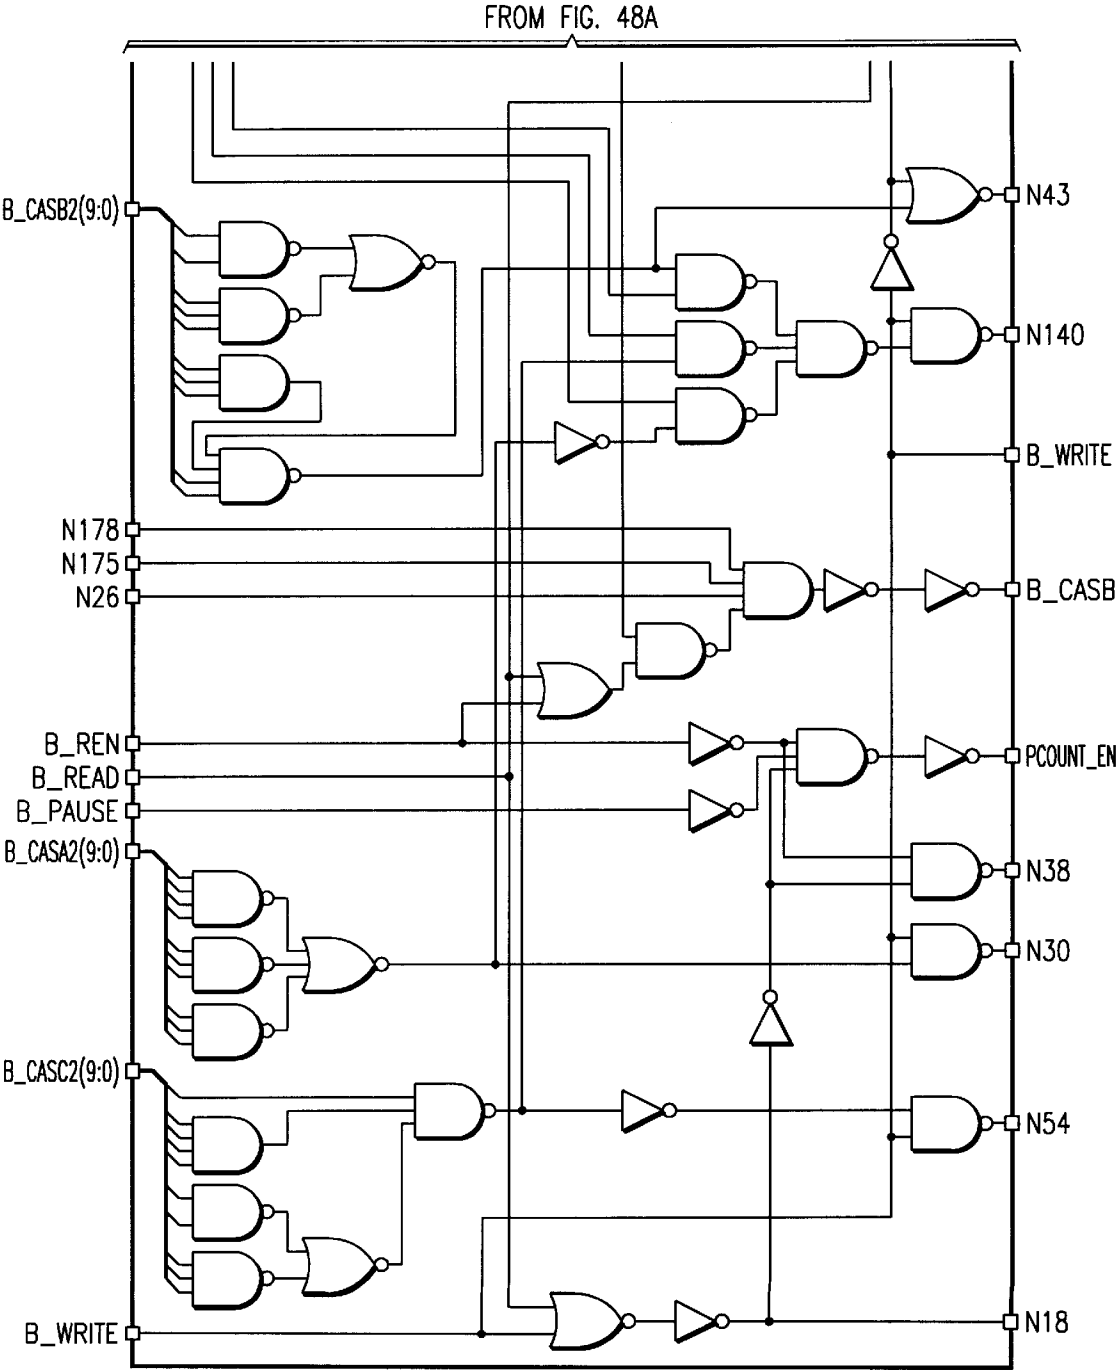 FROM FIG. 48A
B_CASB2(9:0)
N43
N140
B_WRITE
N178
N175
N26
B_CASB
B_REN
B_READ
B_PAUSE
PCOUNT_EN
B_CASA2(9:0)
N38
N30
B_CASC2(9:0)
N54
B_WRITE
N18